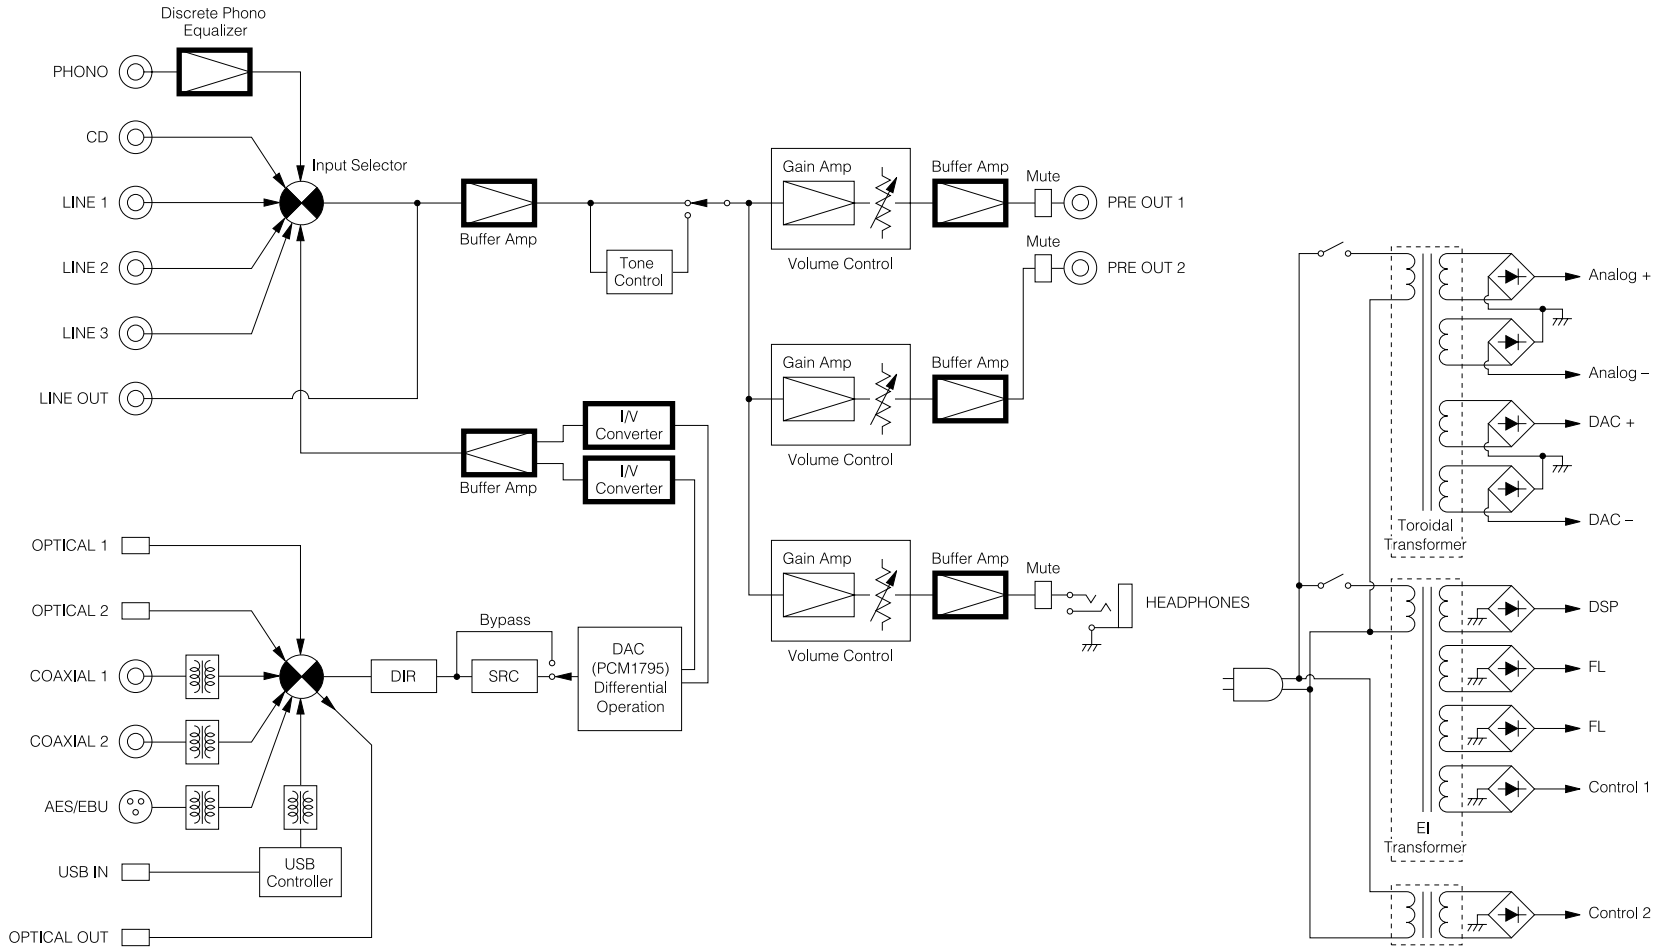 Discrete Phono
Equalizer
PHONO
CD
Input Selector
LINE 1
LINE 2
LINE 3
LINE OUT
Buffer Amp
Tone
Control
Gain Amp
Volume Control
Buffer Amp
Mute
PRE OUT 1
Mute
PRE OUT 2
Gain Amp
Volume Control
Buffer Amp
I/V
Converter
I/V
Converter
Buffer Amp
Gain Amp
Volume Control
Buffer Amp
Mute
HEADPHONES
OPTICAL 1
OPTICAL 2
COAXIAL 1
COAXIAL 2
AES/EBU
USB IN
OPTICAL OUT
USB
Controller
DIR
Bypass
SRC
DAC
(PCM1795)
Differential
Operation
Analog +
Analog –
DAC +
DAC –
Toroidal
Transformer
DSP
FL
FL
Control 1
EI
Transformer
Control 2